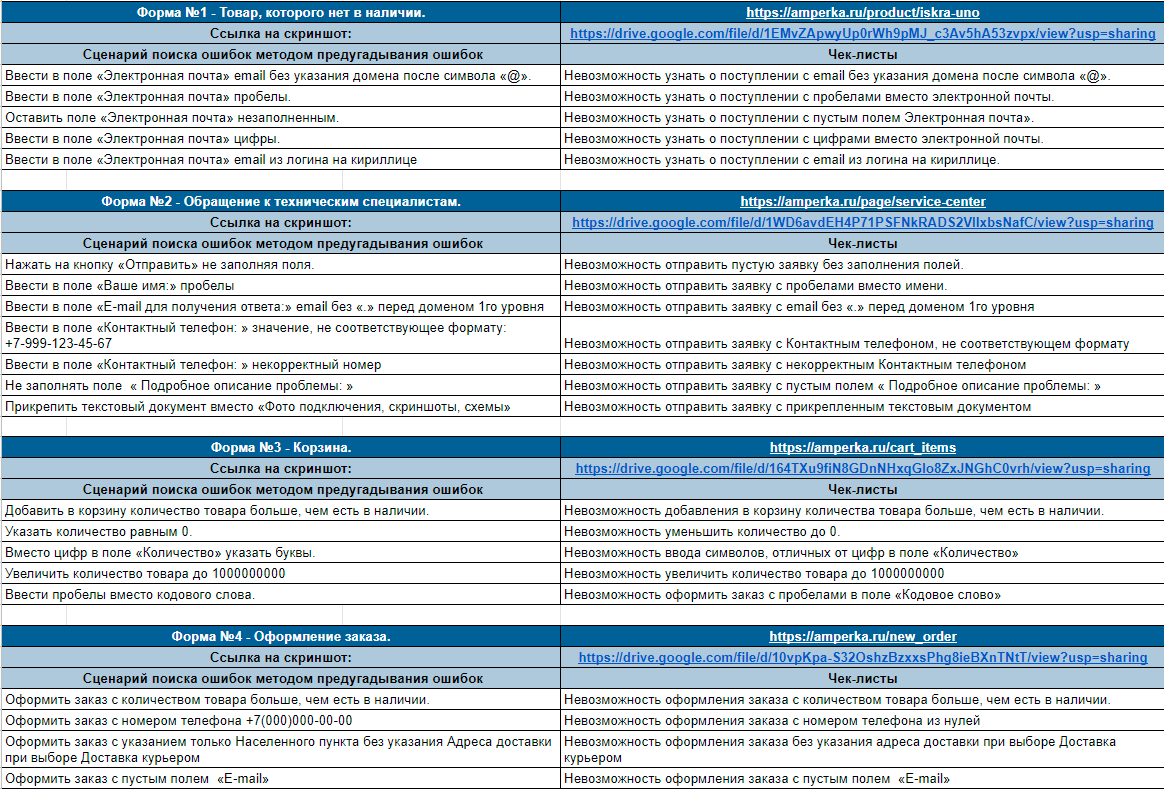 Форма №1 - Товар, которого нет в наличии. https://amperka.ru/product/iskra-uno
Ссылка на скриншот: https://drive.google.com/file/d/1EMvZApwyUp0rWh9pMJ_c3Av5hA53zvpx/view?usp=sharing
Сценарий поиска ошибок методом предугадывания ошибок Чек-листы
Ввести в поле «Электронная почта» email без указания домена после символа «@». Невозможность узнать о поступлении с email без указания домена после символа «@».
Ввести в поле «Электронная почта» пробелы. Невозможность узнать о поступлении с пробелами вместо электронной почты.
Оставить поле «Электронная почта» незаполненным. Невозможность узнать о поступлении с пустым полем Электронная почта».
Ввести в поле «Электронная почта» цифры. Невозможность узнать о поступлении с цифрами вместо электронной почты.
Ввести в поле «Электронная почта» email из логина на кириллице Невозможность узнать о поступлении с email из логина на кириллице.
Форма №2 - Обращение к техническим специалистам. https://amperka.ru/page/service-center
Ссылка на скриншот: https://drive.google.com/file/d/1WD6avdEH4P71PSFNkRADS2VIlxbsNafC/view?usp=sharing
Сценарий поиска ошибок методом предугадывания ошибок Чек-листы
Нажать на кнопку «Отправить» не заполняя поля. Невозможность отправить пустую заявку без заполнения полей.
Ввести в поле «Ваше имя:» пробелы Невозможность отправить заявку с пробелами вместо имени.
Ввести в поле «E-mail для получения ответа:» email без «.» перед доменом 1го уровня Невозможность отправить заявку с email без «.» перед доменом 1го уровня
Ввести в поле «Контактный телефон: » значение, не соответствующее формату:
+7-999-123-45-67 Невозможность отправить заявку с Контактным телефоном, не соответствующем формату
Ввести в поле «Контактный телефон: » некорректный номер Невозможность отправить заявку с некорректным Контактным телефоном
Не заполнять поле « Подробное описание проблемы: » Невозможность отправить заявку с пустым полем « Подробное описание проблемы: »
Прикрепить текстовый документ вместо «Фото подключения, скриншоты, схемы» Невозможность отправить заявку с прикрепленным текстовым документом
Форма №3 - Корзина. https://amperka.ru/cart_items
Ссылка на скриншот: https://drive.google.com/file/d/164TXu9fiN8GDnNHxqGlo8ZxJNGhC0vrh/view?usp=sharing
Сценарий поиска ошибок методом предугадывания ошибок Чек-листы
Добавить в корзину количество товара больше, чем есть в наличии. Невозможность добавления в корзину количества товара больше, чем есть в наличии.
Указать количество равным 0. Невозможность уменьшить количество до 0.
Вместо цифр в поле «Количество» указать буквы. Невозможность ввода символов, отличных от цифр в поле «Количество»
Увеличить количество товара до 1000000000 Невозможность увеличить количество товара до 1000000000
Ввести пробелы вместо кодового слова. Невозможность оформить заказ с пробелами в поле «Кодовое слово»
Форма №4 - Оформление заказа. https://amperka.ru/new_order
Ссылка на скриншот: https://drive.google.com/file/d/10vpKpa-S32OshzBzxxsPhg8ieBXnTNtT/view?usp=sharing
Сценарий поиска ошибок методом предугадывания ошибок Чек-листы
Оформить заказ с количеством товара больше, чем есть в наличии. Невозможность оформления заказа с количеством товара больше, чем есть в наличии.
Оформить заказ с номером телефона +7(000)000-00-00 Невозможность оформления заказа с номером телефона из нулей
Оформить заказ с указанием только Населенного пункта без указания Адреса доставки Невозможность оформления заказа без указания адреса доставки при выборе Доставка
при выборе Доставка курьером курьером
Оформить заказ с пустым полем «E-mail» Невозможность оформления заказа с пустым полем «E-mail»